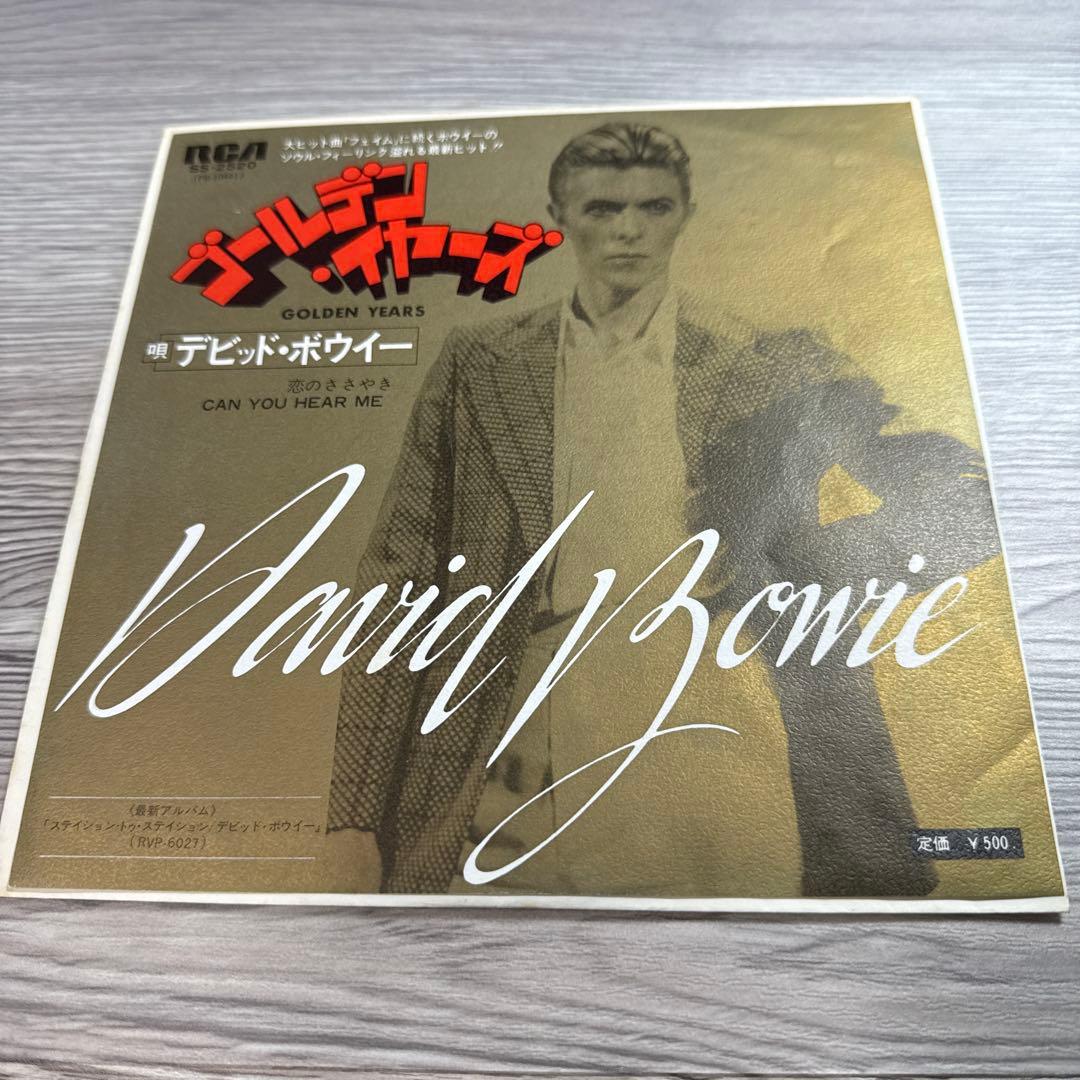 RCA
SS-2520
大ヒット曲「フェイム」に続くボウイーの
ソウル・フィーリング溢れる最新ヒット!!
ゴールデン
・イヤーズ
GOLDEN YEARS
唄 デビッド・ボウイー
恋のささやき
CAN YOU HEAR ME
David Bowie
《最新アルバム》
「ステイション・トゥ・ステイション/デビッド・ボウイー」
(RVP-6027)
定価 ¥500